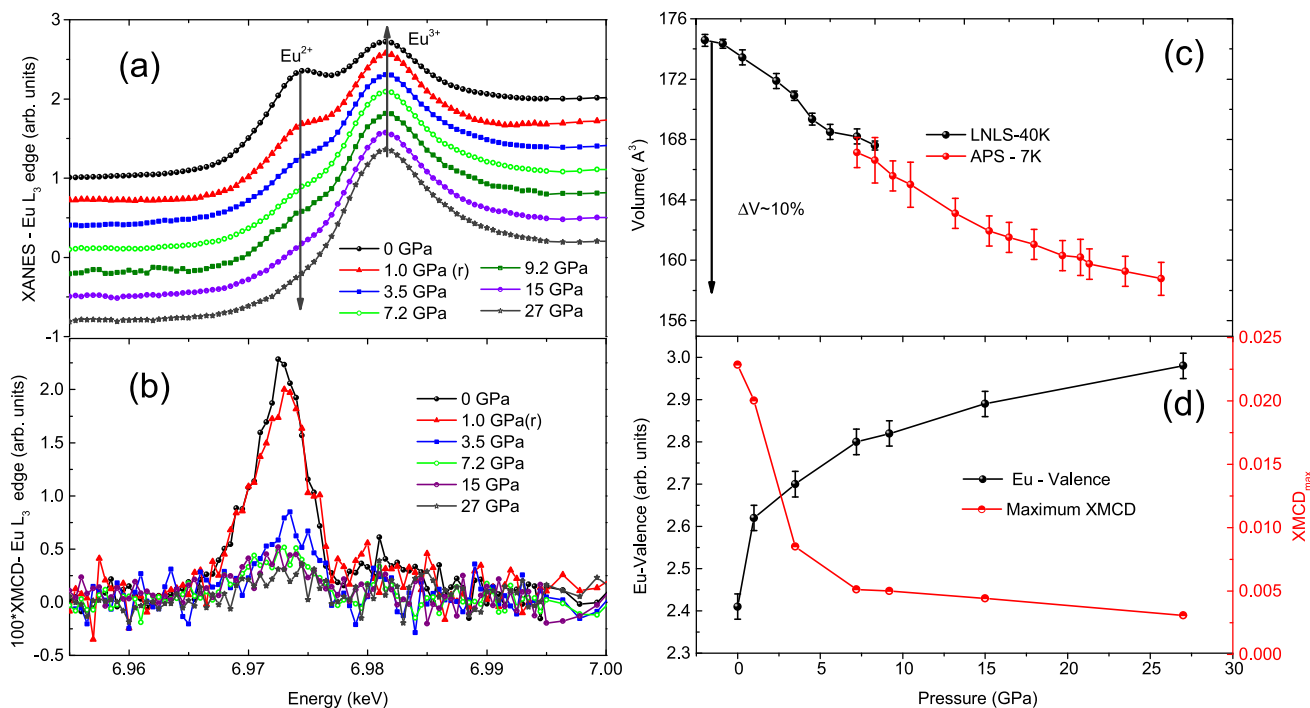 (a)
Eu2+
Eu3+
XANES - Eu L3 edge (arb. units)
3
2
1
0
-1
0 GPa
1.0 GPa (r)
3.5 GPa
7.2 GPa
9.2 GPa
15 GPa
27 GPa
(b)
100*XMCD- Eu L3 edge (arb. units)
2.0
1.5
1.0
0.5
0.0
-0.5
0 GPa
1.0 GPa(r)
3.5 GPa
7.2 GPa
15 GPa
27 GPa
6.96
6.97
6.98
6.99
7.00
Energy (keV)
(c)
Volume( A3)
176
172
168
164
160
156
LNLS-40K
APS - 7K
ΔV~10%
(d)
Eu-Valence (arb. units)
3.0
2.9
2.8
2.7
2.6
2.5
2.4
2.3
Eu - Valence
Maximum XMCD
0.025
0.020
0.015
0.010
0.005
0.000
XMCDmax
0
5
10
15
20
25
30
Pressure (GPa)